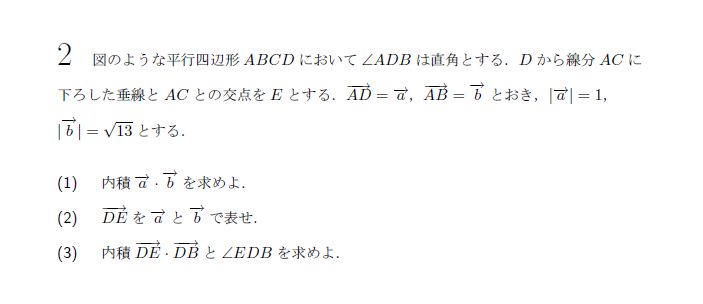 2 図のような平行四辺形 ABCD において ∠ADB は直角とする．D から線分 AC に
下ろした垂線と AC との交点を E とする．$\overrightarrow{AD} = \overrightarrow{a}$，$\overrightarrow{AB} = \overrightarrow{b}$ とおき，$|\overrightarrow{a}| = 1$，
$|\overrightarrow{b}| = \sqrt{13}$ とする．
(1) 内積 $\overrightarrow{a} \cdot \overrightarrow{b}$ を求めよ．
(2) $\overrightarrow{DE}$ を $\overrightarrow{a}$ と $\overrightarrow{b}$ で表せ．
(3) 内積 $\overrightarrow{DE} \cdot \overrightarrow{DB}$ と ∠EDB を求めよ．